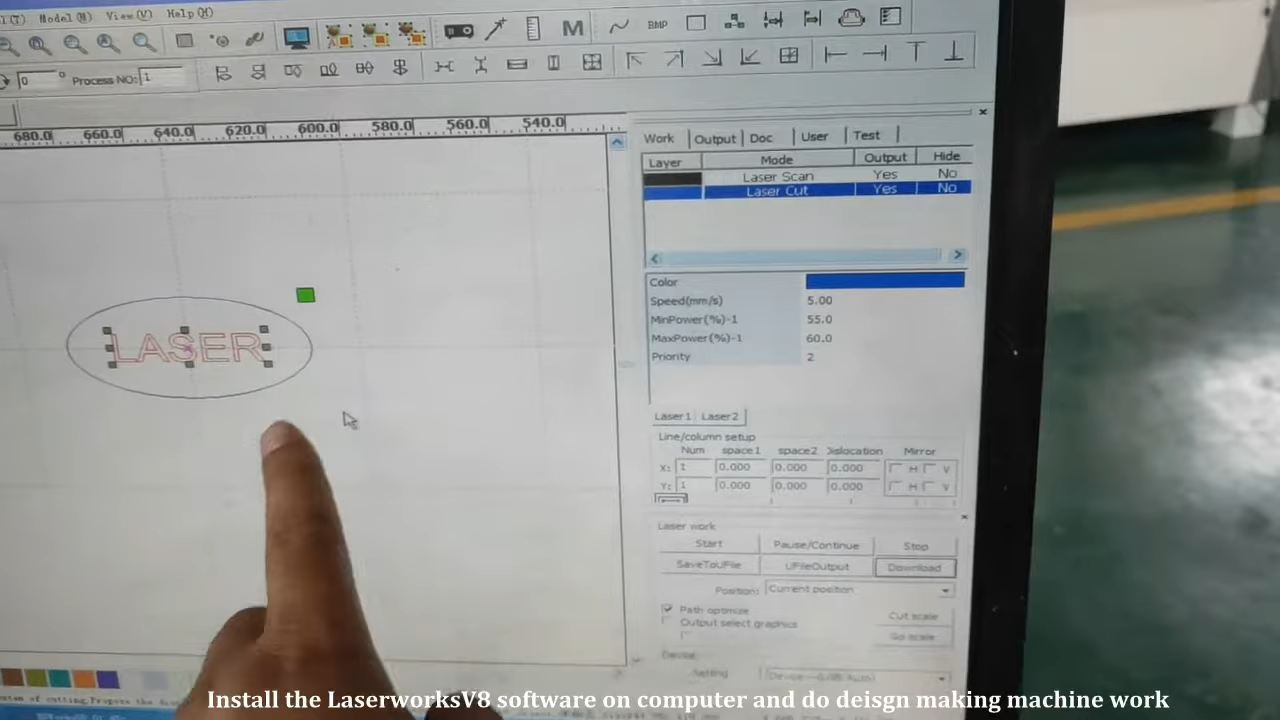 Model(M) View(V) Help(H)
M BMP
0 ° Process NO: 1
680.0 660.0 640.0 620.0 600.0 580.0 560.0 540.0
Work Output Doc User Test
Layer Mode Output Hide
Laser Scan Yes No
Laser Cut Yes No
Color
Speed(mm/s) 5.00
MinPower(%)-1 55.0
MaxPower(%)-1 60.0
Priority 2
LASER
Laser1 Laser2
Line/column setup
Num space1 space2 Dislocation Mirror
X: 1 0.000 0.000 0.000 H V
Y: 1 0.000 0.000 0.000 H V
Laser work
Start Pause/Continue Stop
SaveToUFile UFileOutput Download
Position: Current position
Path optimize
Output select graphics
Cut scale
Go scale
Device
Setting
Install the LaserworksV8 software on computer and do deisgn making machine work